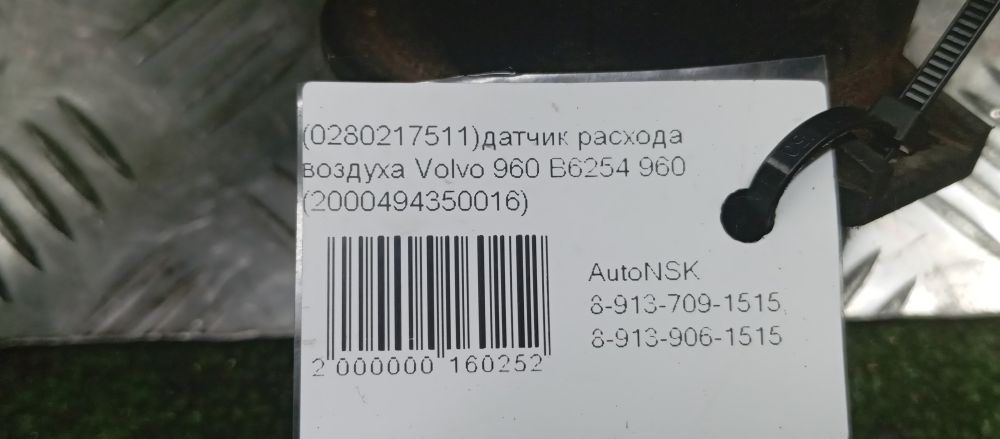 (0280217511)датчик расхода
воздуха Volvo 960 B6254 960
(2000494350016)
2 000000 160252
AutoNSK
8-913-709-1515,
8-913-906-1515